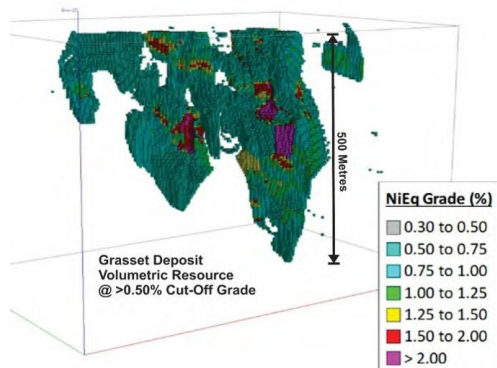 500 Metres
Grasset Deposit
Volumetric Resource
@ >0.50% Cut-Off Grade
NiEq Grade (%)
0.30 to 0.50
0.50 to 0.75
0.75 to 1.00
1.00 to 1.25
1.25 to 1.50
1.50 to 2.00
> 2.00